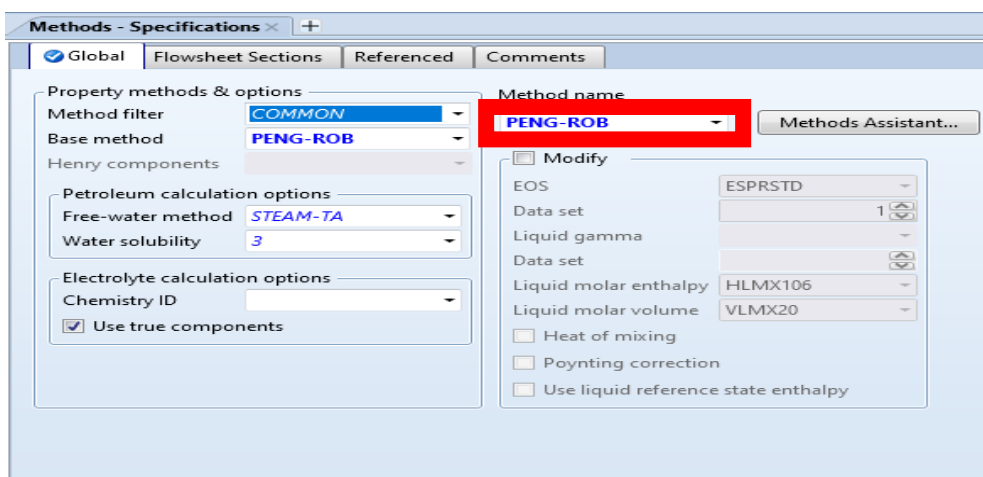 Methods - Specifications
Global Flowsheet Sections Referenced Comments
Property methods & options
Method filter COMMON
Base method PENG-ROB
Henry components
Petroleum calculation options
Free-water method STEAM-TA
Water solubility 3
Electrolyte calculation options
Chemistry ID
Use true components
Method name
PENG-ROB Methods Assistant...
Modify
EOS ESPRSTD
Data set 1
Liquid gamma
Data set
Liquid molar enthalpy HLMX106
Liquid molar volume VLMX20
Heat of mixing
Poynting correction
Use liquid reference state enthalpy